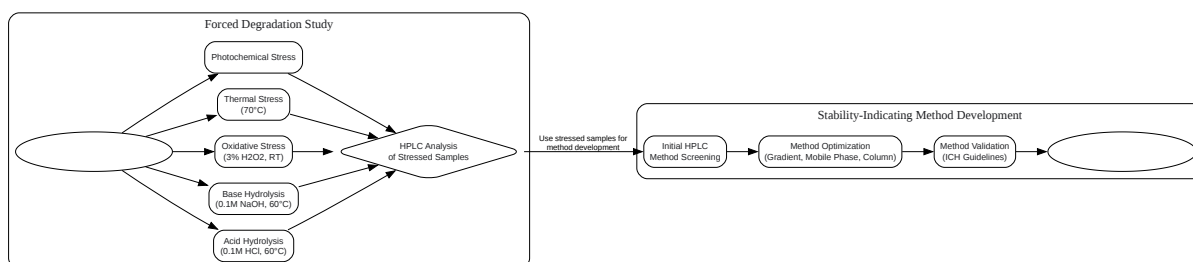 Forced Degradation Study
Photochemical Stress
Thermal Stress
(70°C)
Oxidative Stress
(3% H2O2, RT)
Base Hydrolysis
(0.1M NaOH, 60°C)
Acid Hydrolysis
(0.1M HCl, 60°C)
HPLC Analysis
of Stressed Samples
Use stressed samples for
method development
Stability-Indicating Method Development
Initial HPLC
Method Screening
Method Optimization
(Gradient, Mobile Phase, Column)
Method Validation
(ICH Guidelines)